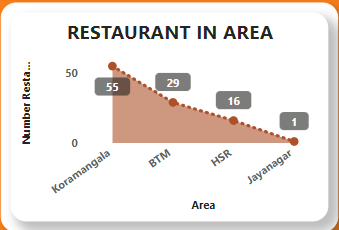 RESTAURANT IN AREA
Number Resta...
50
0
55
29
16
1
Koramangala
BTM
HSR
Jayanagar
Area